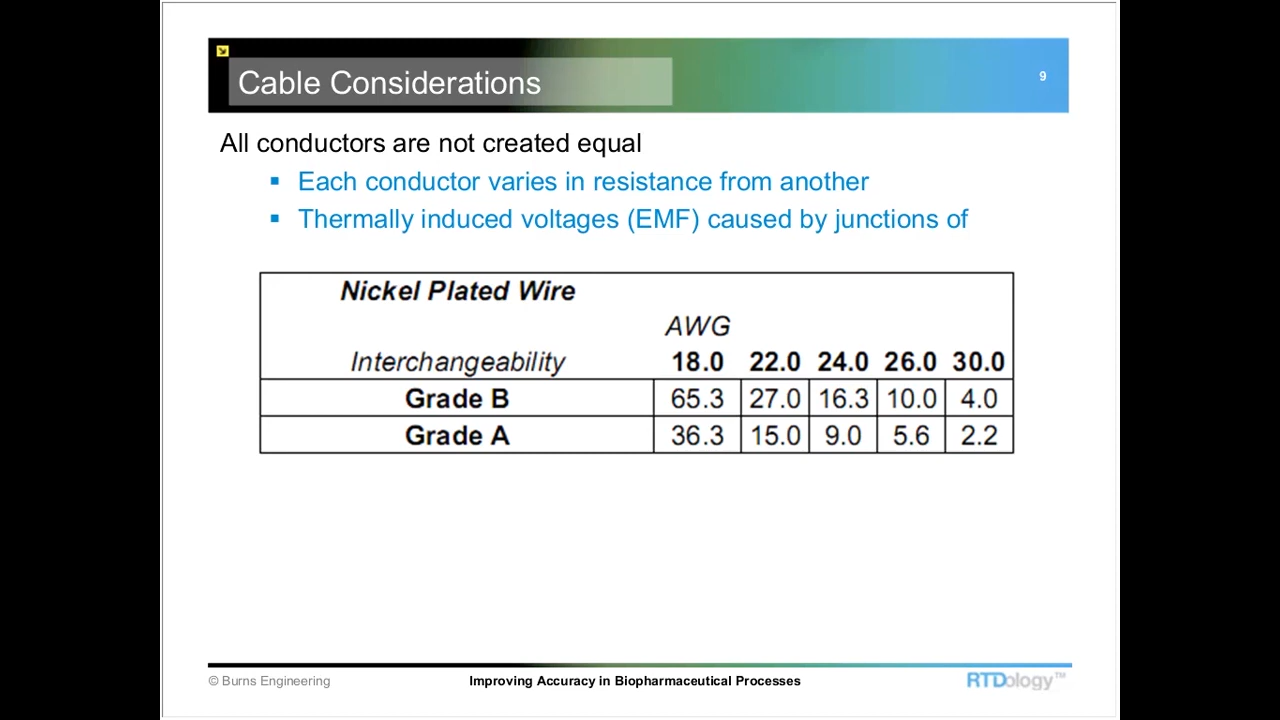 Cable Considerations
9
All conductors are not created equal
Each conductor varies in resistance from another
Thermally induced voltages (EMF) caused by junctions of
Nickel Plated Wire
AWG
Interchangeability 18.0 22.0 24.0 26.0 30.0
Grade B 65.3 27.0 16.3 10.0 4.0
Grade A 36.3 15.0 9.0 5.6 2.2
© Burns Engineering Improving Accuracy in Biopharmaceutical Processes RTDology™